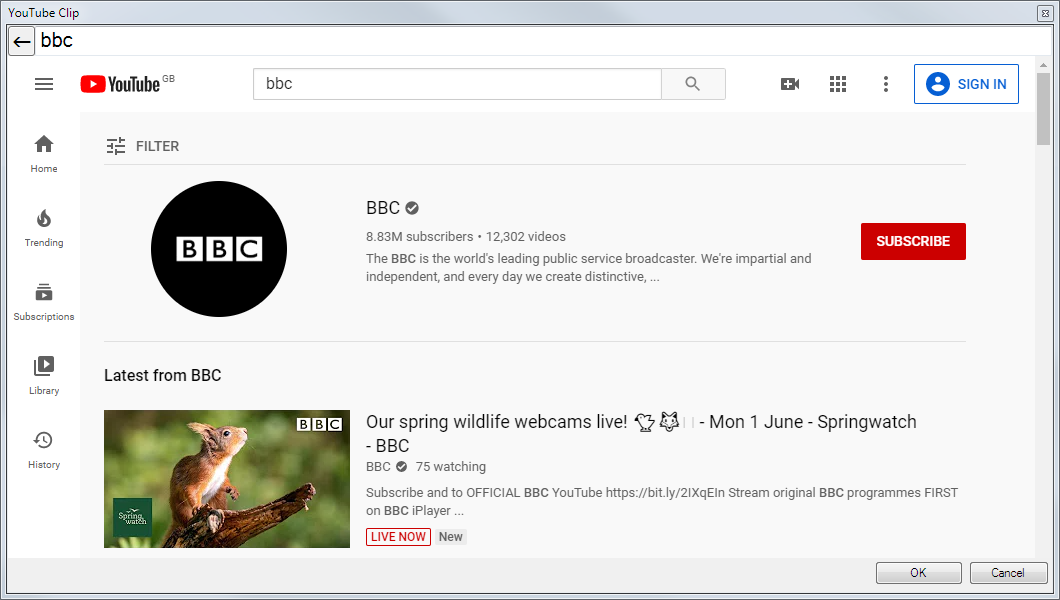 YouTube Clip
bbc
YouTube GB
bbc
SIGN IN
Home
Trending
Subscriptions
Library
History
FILTER
BBC
BBC
8.83M subscribers • 12,302 videos
The BBC is the world's leading public service broadcaster. We're impartial and
independent, and every day we create distinctive, ...
SUBSCRIBE
Latest from BBC
BBC
Spring
watch
Our spring wildlife webcams live! 🐿🦊 - Mon 1 June - Springwatch
- BBC
BBC 75 watching
Subscribe and to OFFICIAL BBC YouTube https://bit.ly/2IXqEIn Stream original BBC programmes FIRST
on BBC iPlayer ...
LIVE NOW New
OK Cancel